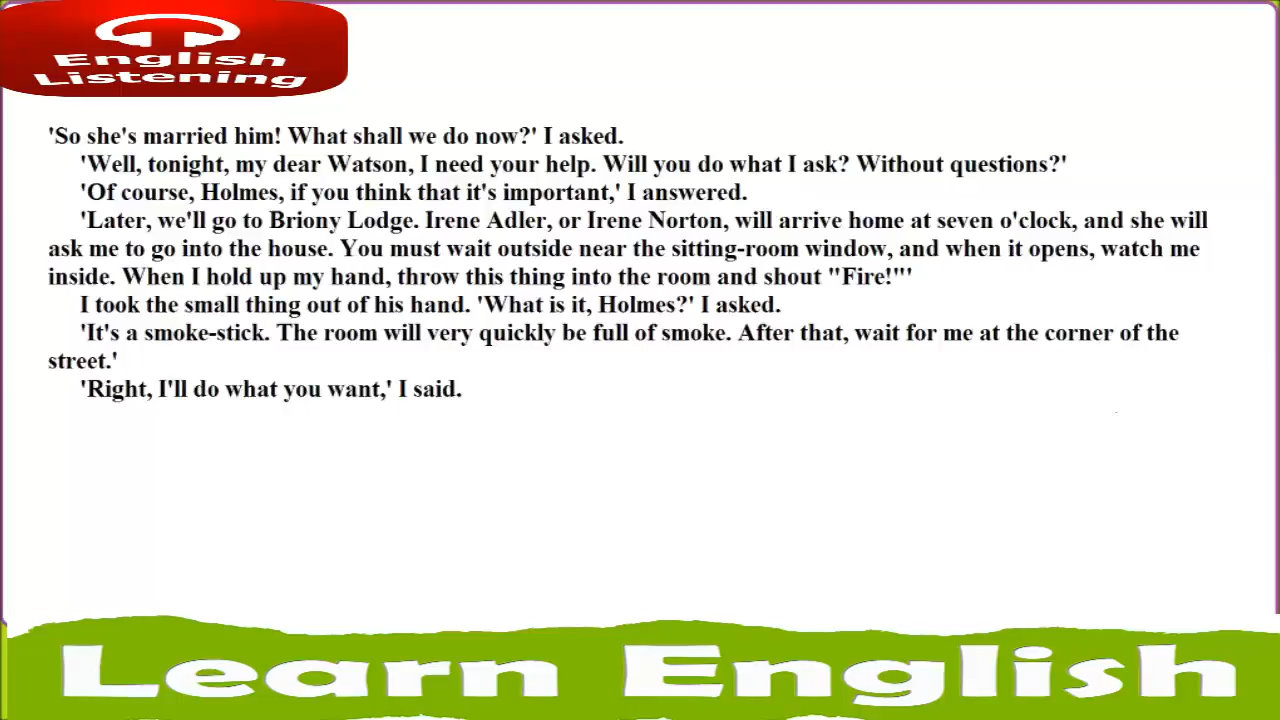 English
Listening
'So she's married him! What shall we do now?' I asked.
'Well, tonight, my dear Watson, I need your help. Will you do what I ask? Without questions?'
'Of course, Holmes, if you think that it's important,' I answered.
'Later, we'll go to Briony Lodge. Irene Adler, or Irene Norton, will arrive home at seven o'clock, and she will
ask me to go into the house. You must wait outside near the sitting-room window, and when it opens, watch me
inside. When I hold up my hand, throw this thing into the room and shout "Fire!"'
I took the small thing out of his hand. 'What is it, Holmes?' I asked.
'It's a smoke-stick. The room will very quickly be full of smoke. After that, wait for me at the corner of the
street.'
'Right, I'll do what you want,' I said.
Learn English